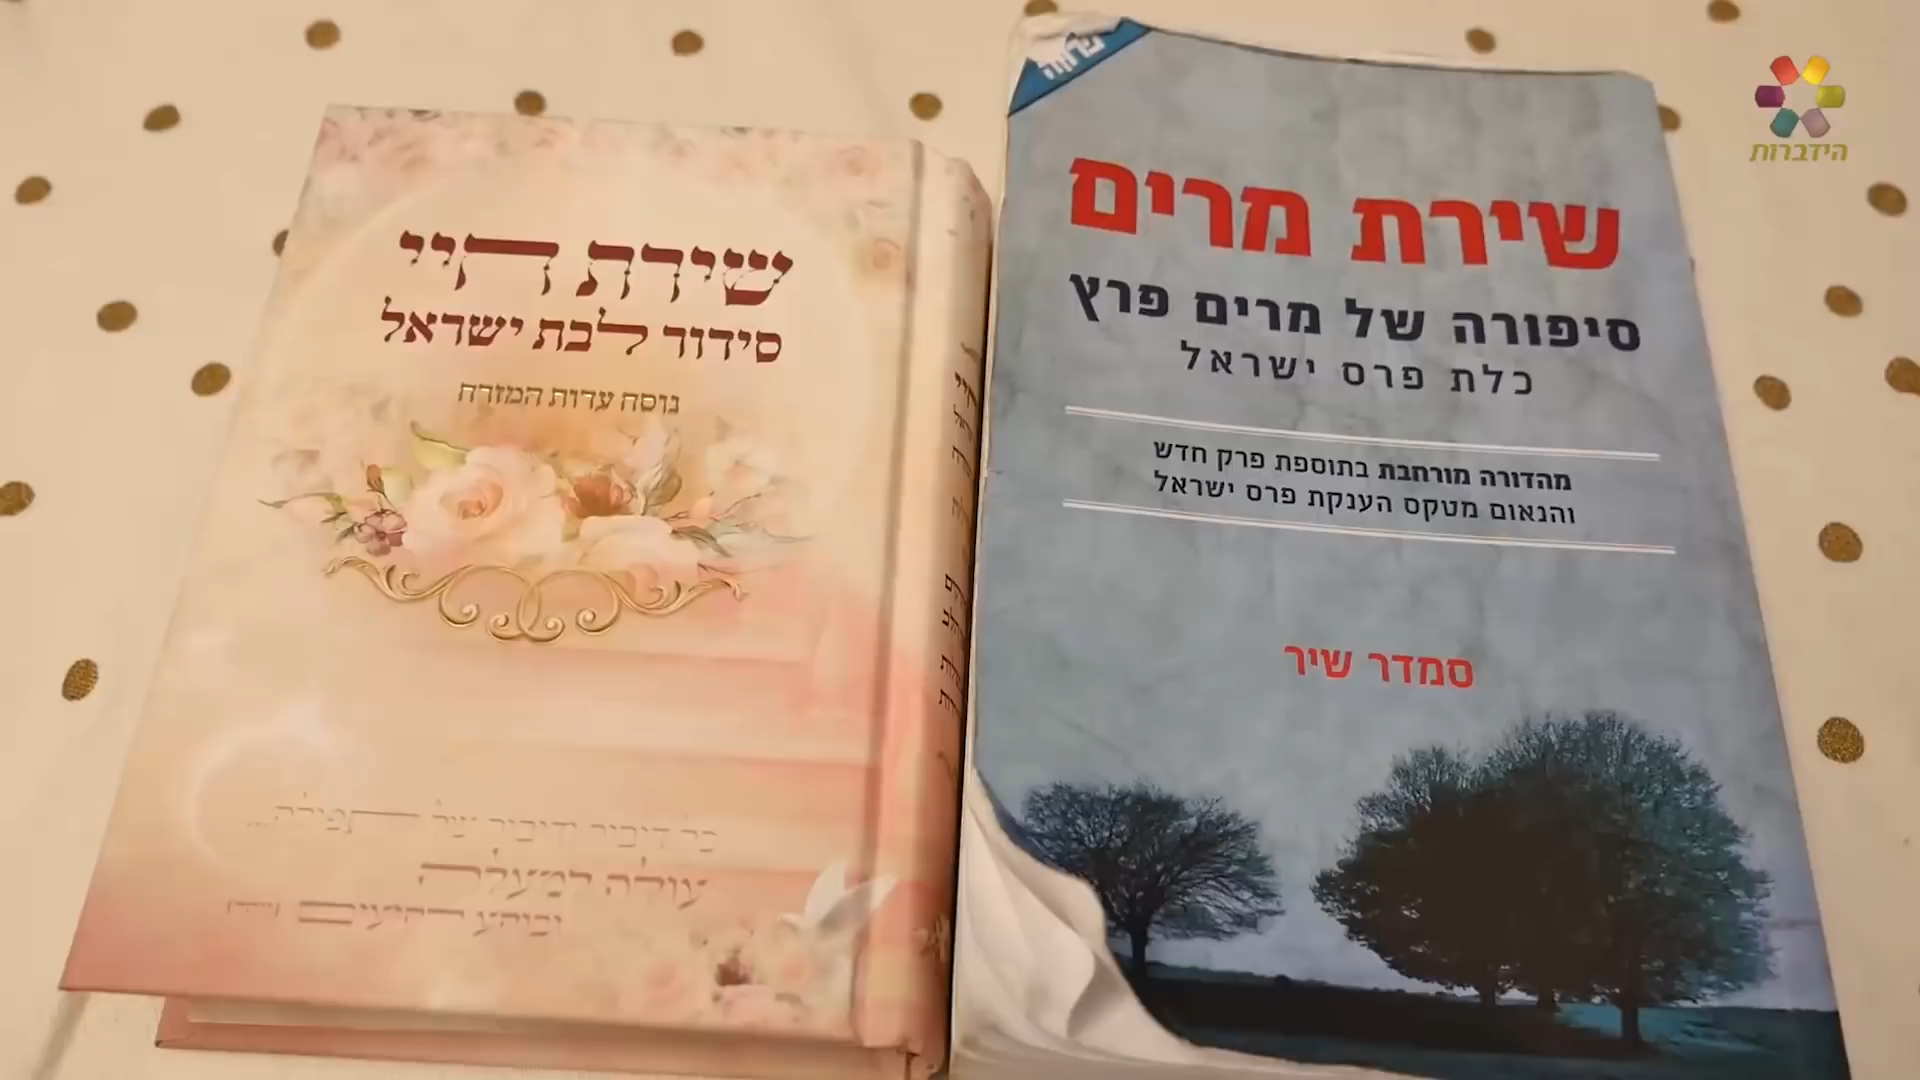 שירת חיי
סידור לבת ישראל
נוסח עדות המזרח
עולה למעלה
שירת מרים
סיפורה של מרים פרץ
כלת פרס ישראל
מהדורה מורחבת בתוספת פרק חדש
והנאום מטקס הענקת פרס ישראל
סמדר שיר
הידברות